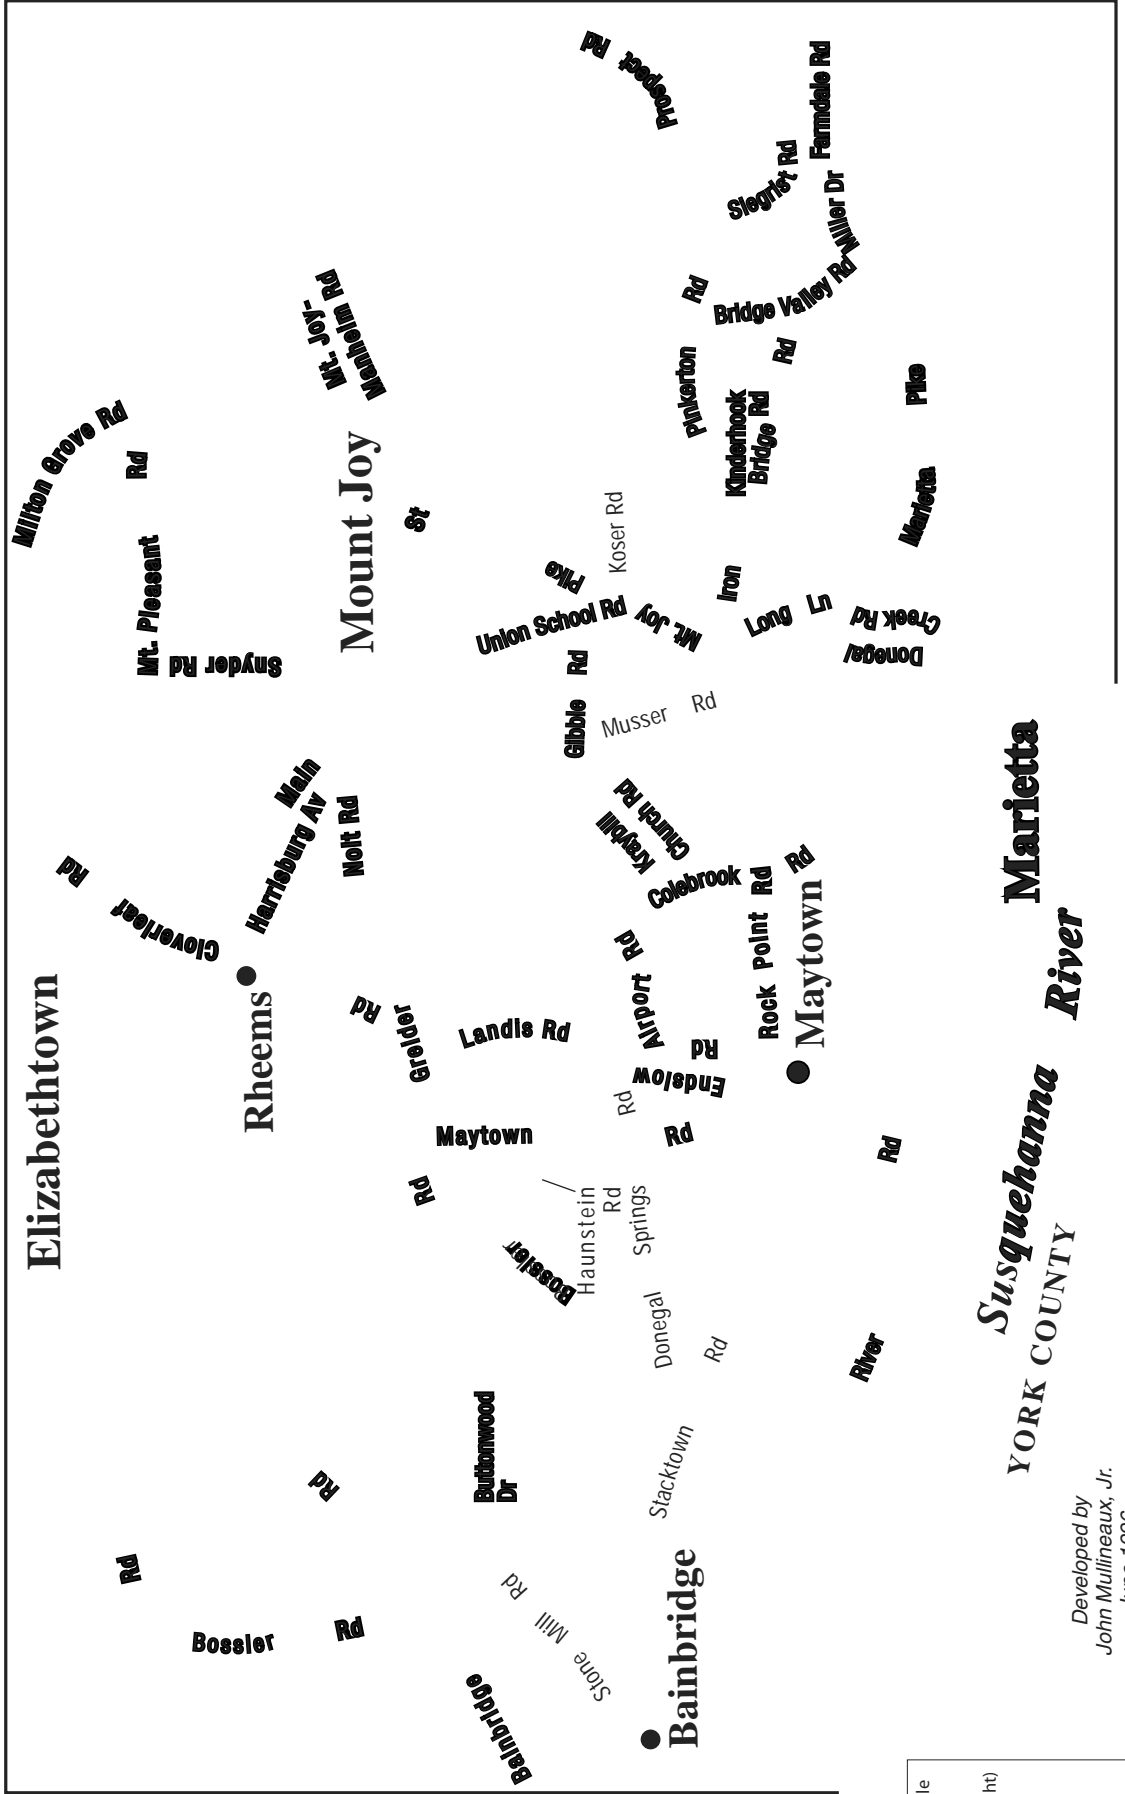 Prospect Rd
Farmdale Rd
Siegrist Rd
Miller Dr
Bridge Valley Rd
Pinkerton Rd
Kinderhook
Rd
Iron
Bridge Rd
Marietta Pike
Mt. Joy-
Manheim Rd
Milton Grove Rd
Mt. Pleasant Rd
Snyder Rd
Mount Joy
Main St
Koser Rd
Union School Rd
Mt. Joy Pike
Long Ln
Donegal
Creek Rd
Gibble Rd
Musser Rd
Harrisburg Av
Nolt Rd
Cloverleaf Rd
Kraybill
Church Rd
Colebrook Rd
Rock Point Rd
Airport Rd
Endslow Rd
Maytown
Marietta
Elizabethtown
Rheems
Greider Rd
Landis Rd
Maytown Rd
Rd
Haunstein
Rd
Donegal Springs Rd
Bossler Rd
Stacktown Rd
River Rd
Susquehanna River
YORK COUNTY
Buttonwood
Dr
Rd
Rd
Bossler Rd
Stone Mill Rd
Bainbridge
Bainbridge
Developed by
John Mullineaux, Jr.
le
ht)